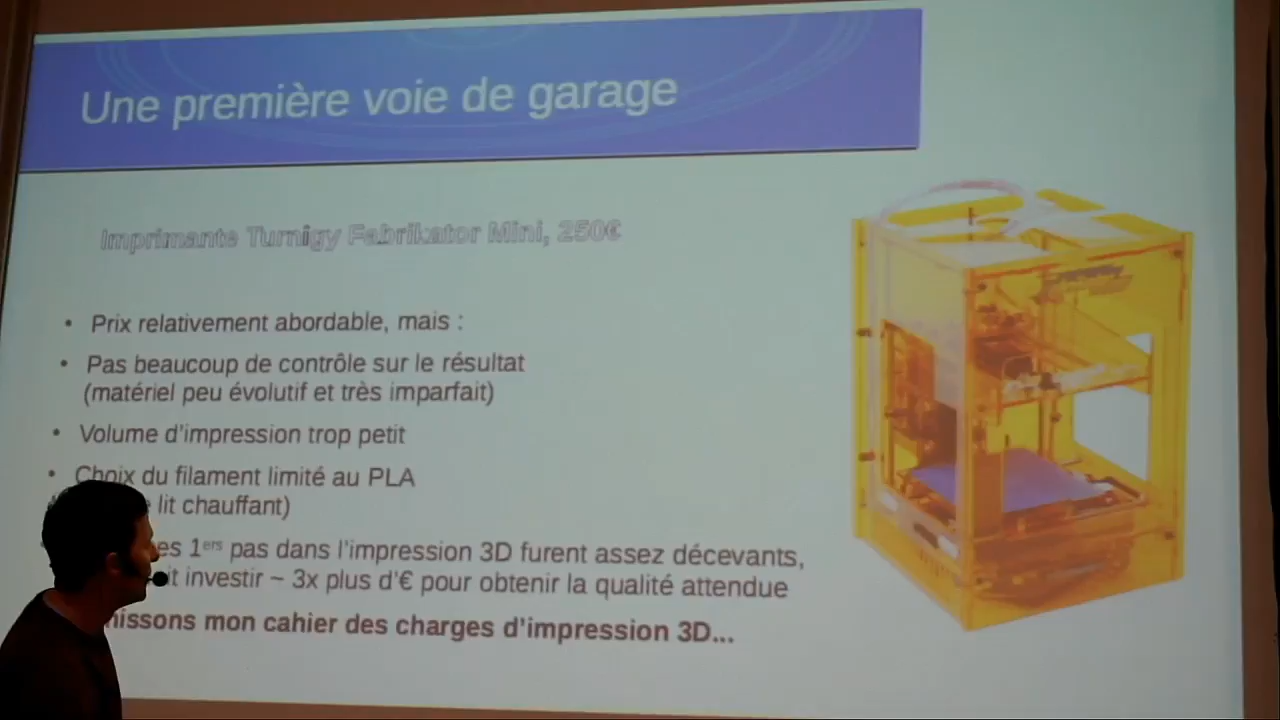 Une première voie de garage
Imprimante Turnigy Fabrikator Mini, 250€
• Prix relativement abordable, mais :
• Pas beaucoup de contrôle sur le résultat
(matériel peu évolutif et très imparfait)
• Volume d'impression trop petit
• Choix du filament limité au PLA
lit chauffant)
1ers pas dans l'impression 3D furent assez décevants,
investir ~ 3x plus d'€ pour obtenir la qualité attendue
mon cahier des charges d'impression 3D...